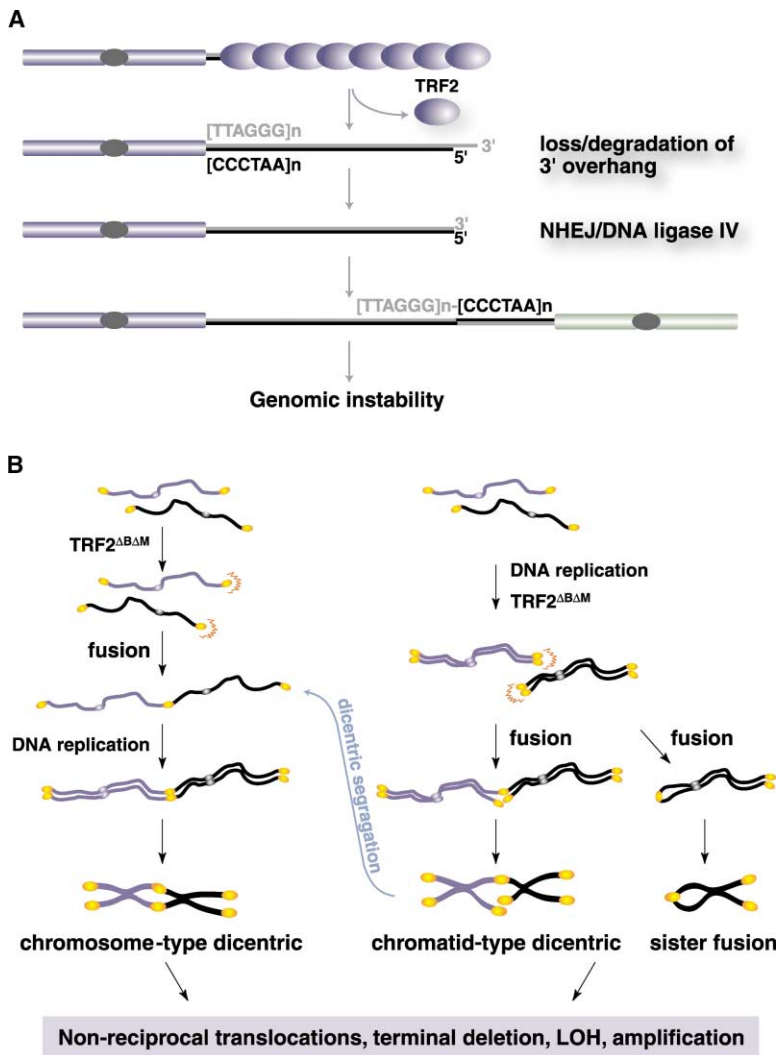 A
TRF2
[TTAGGG]n
3'
5'
[CCCTAA]n
loss/degradation of
3' overhang
3'
5'
NHEJ/DNA ligase IV
[TTAGGG]n-[CCCTAA]n
Genomic instability
B
TRF2ΔBΔM
DNA replication
TRF2ΔBΔM
fusion
dicentric segragation
DNA replication
fusion
fusion
chromosome-type dicentric
chromatid-type dicentric
sister fusion
Non-reciprocal translocations, terminal deletion, LOH, amplification